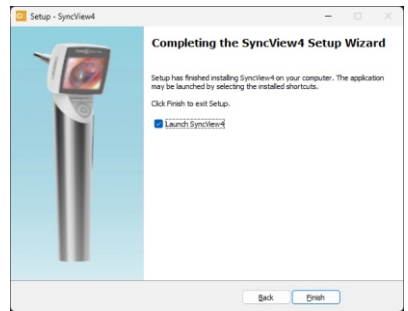 Setup - SyncView4
Completing the SyncView4 Setup Wizard
Setup has finished installing SyncView4 on your computer. The application
may be launched by selecting the installed shortcuts.
Click Finish to exit Setup.
Launch SyncView4
Back
Finish